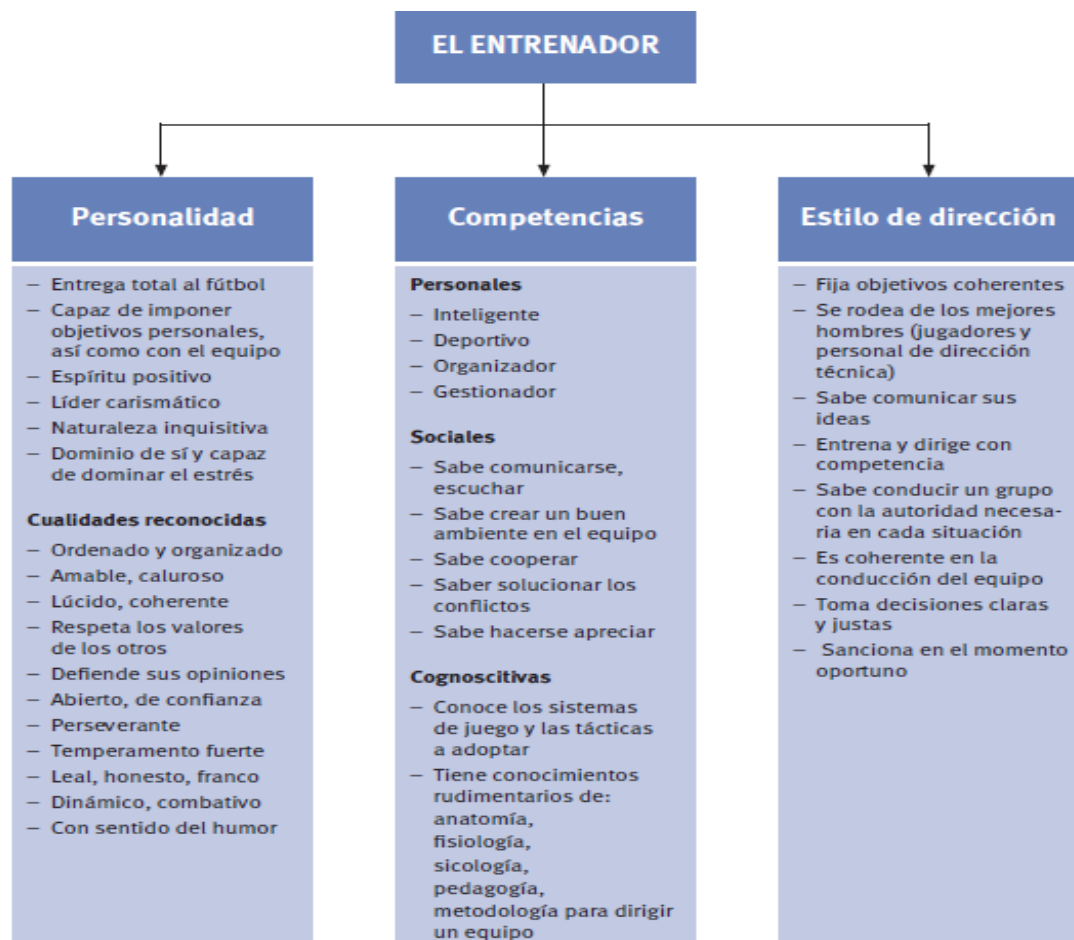 EL ENTRENADOR
Personalidad
– Entrega total al fútbol
– Capaz de imponer
objetivos personales,
así como con el equipo
– Espíritu positivo
– Líder carismático
– Naturaleza inquisitiva
– Dominio de sí y capaz
de dominar el estrés
Cualidades reconocidas
– Ordenado y organizado
– Amable, caluroso
– Lúcido, coherente
– Respeta los valores
de los otros
– Defiende sus opiniones
– Abierto, de confianza
– Perseverante
– Temperamento fuerte
– Leal, honesto, franco
– Dinámico, combativo
– Con sentido del humor
Competencias
Personales
– Inteligente
– Deportivo
– Organizador
– Gestionador
Sociales
– Sabe comunicarse,
escuchar
– Sabe crear un buen
ambiente en el equipo
– Sabe cooperar
– Saber solucionar los
conflictos
– Sabe hacerse apreciar
Cognoscitivas
– Conoce los sistemas
de juego y las tácticas
a adoptar
– Tiene conocimientos
rudimentarios de:
anatomía,
fisiología,
sicología,
pedagogía,
metodología para dirigir
un equipo
Estilo de dirección
– Fija objetivos coherentes
– Se rodea de los mejores
hombres (jugadores y
personal de dirección
técnica)
– Sabe comunicar sus
ideas
– Entrena y dirige con
competencia
– Sabe conducir un grupo
con la autoridad necesa-
ria en cada situación
– Es coherente en la
conducción del equipo
– Toma decisiones claras
y justas
– Sanciona en el momento
oportuno